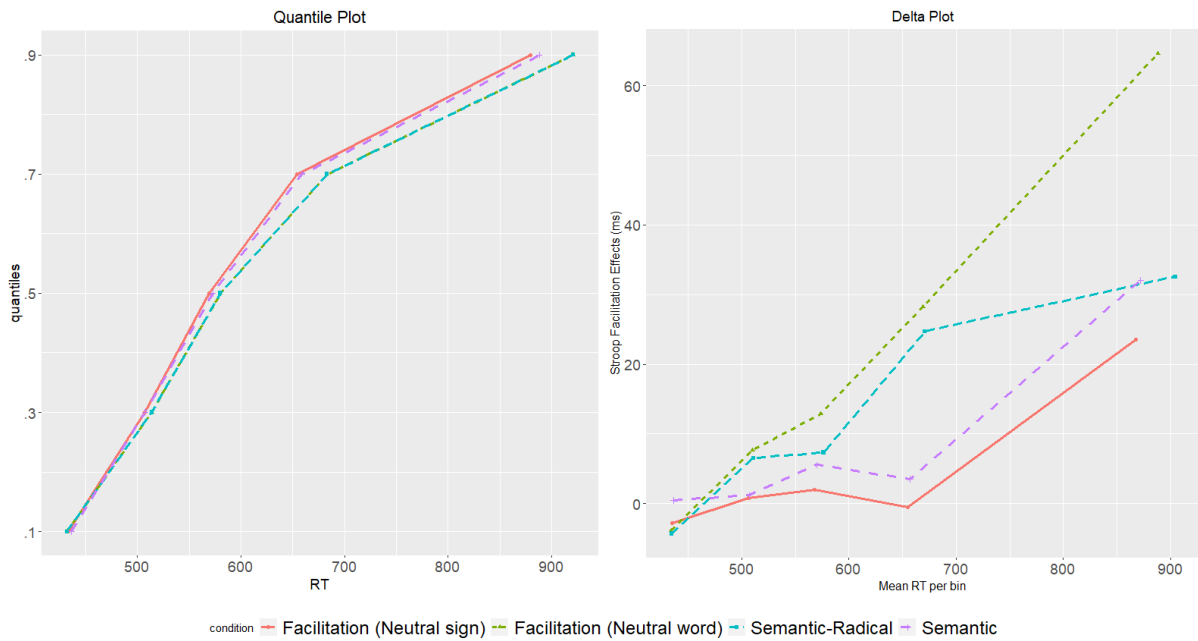 Quantile Plot
Delta Plot
quantiles
.9
.7
.5
.3
.1
500
600
700
800
900
RT
Stroop Facilitation Effects (ms)
60
40
20
0
500
600
700
800
900
Mean RT per bin
condition Facilitation (Neutral sign) Facilitation (Neutral word) Semantic-Radical Semantic